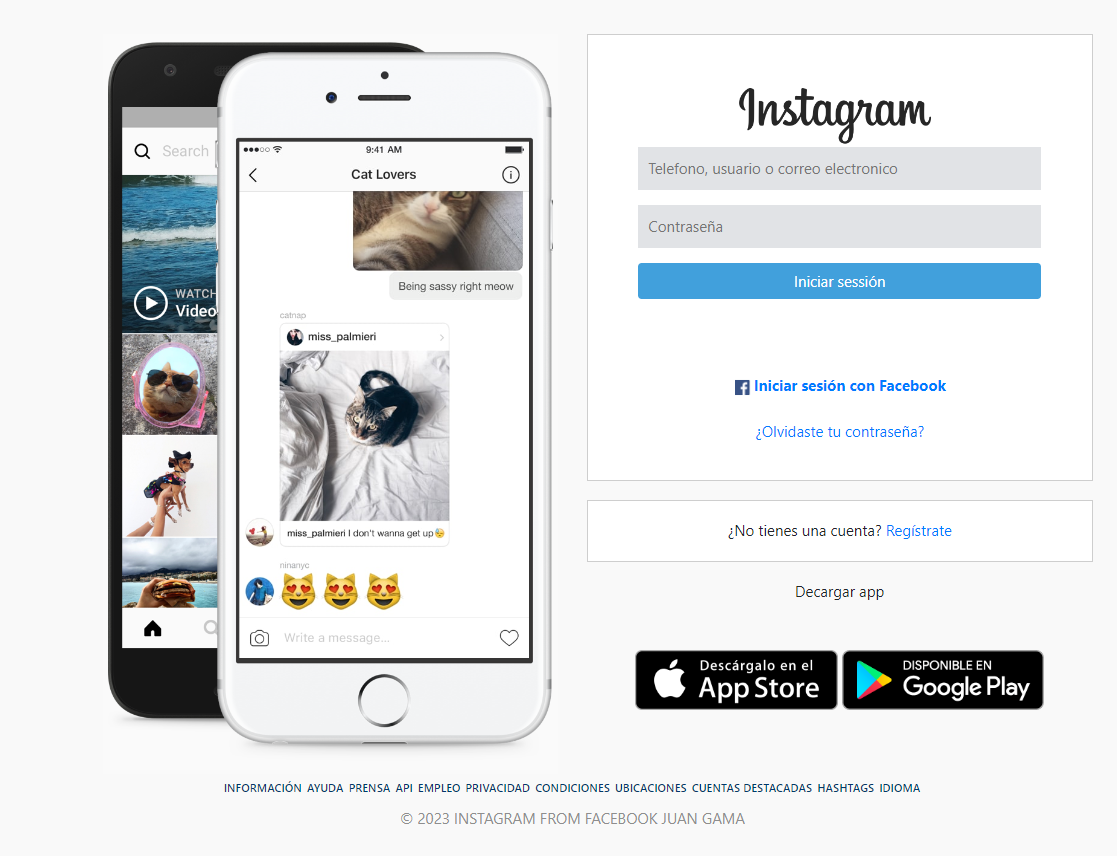 Search
WATCH
Video
9:41 AM
Cat Lovers
Being sassy right meow
catnap
miss_palmieri
miss_palmieri I don't wanna get up
ninanyc
Write a message...
Instagram
Telefono, usuario o correo electronico
Contraseña
Iniciar sessión
Iniciar sesión con Facebook
¿Olvidaste tu contraseña?
¿No tienes una cuenta? Regístrate
Decargar app
Descárgalo en el
App Store
DISPONIBLE EN
Google Play
INFORMACIÓN AYUDA PRENSA API EMPLEO PRIVACIDAD CONDICIONES UBICACIONES CUENTAS DESTACADAS HASHTAGS IDIOMA
© 2023 INSTAGRAM FROM FACEBOOK JUAN GAMA